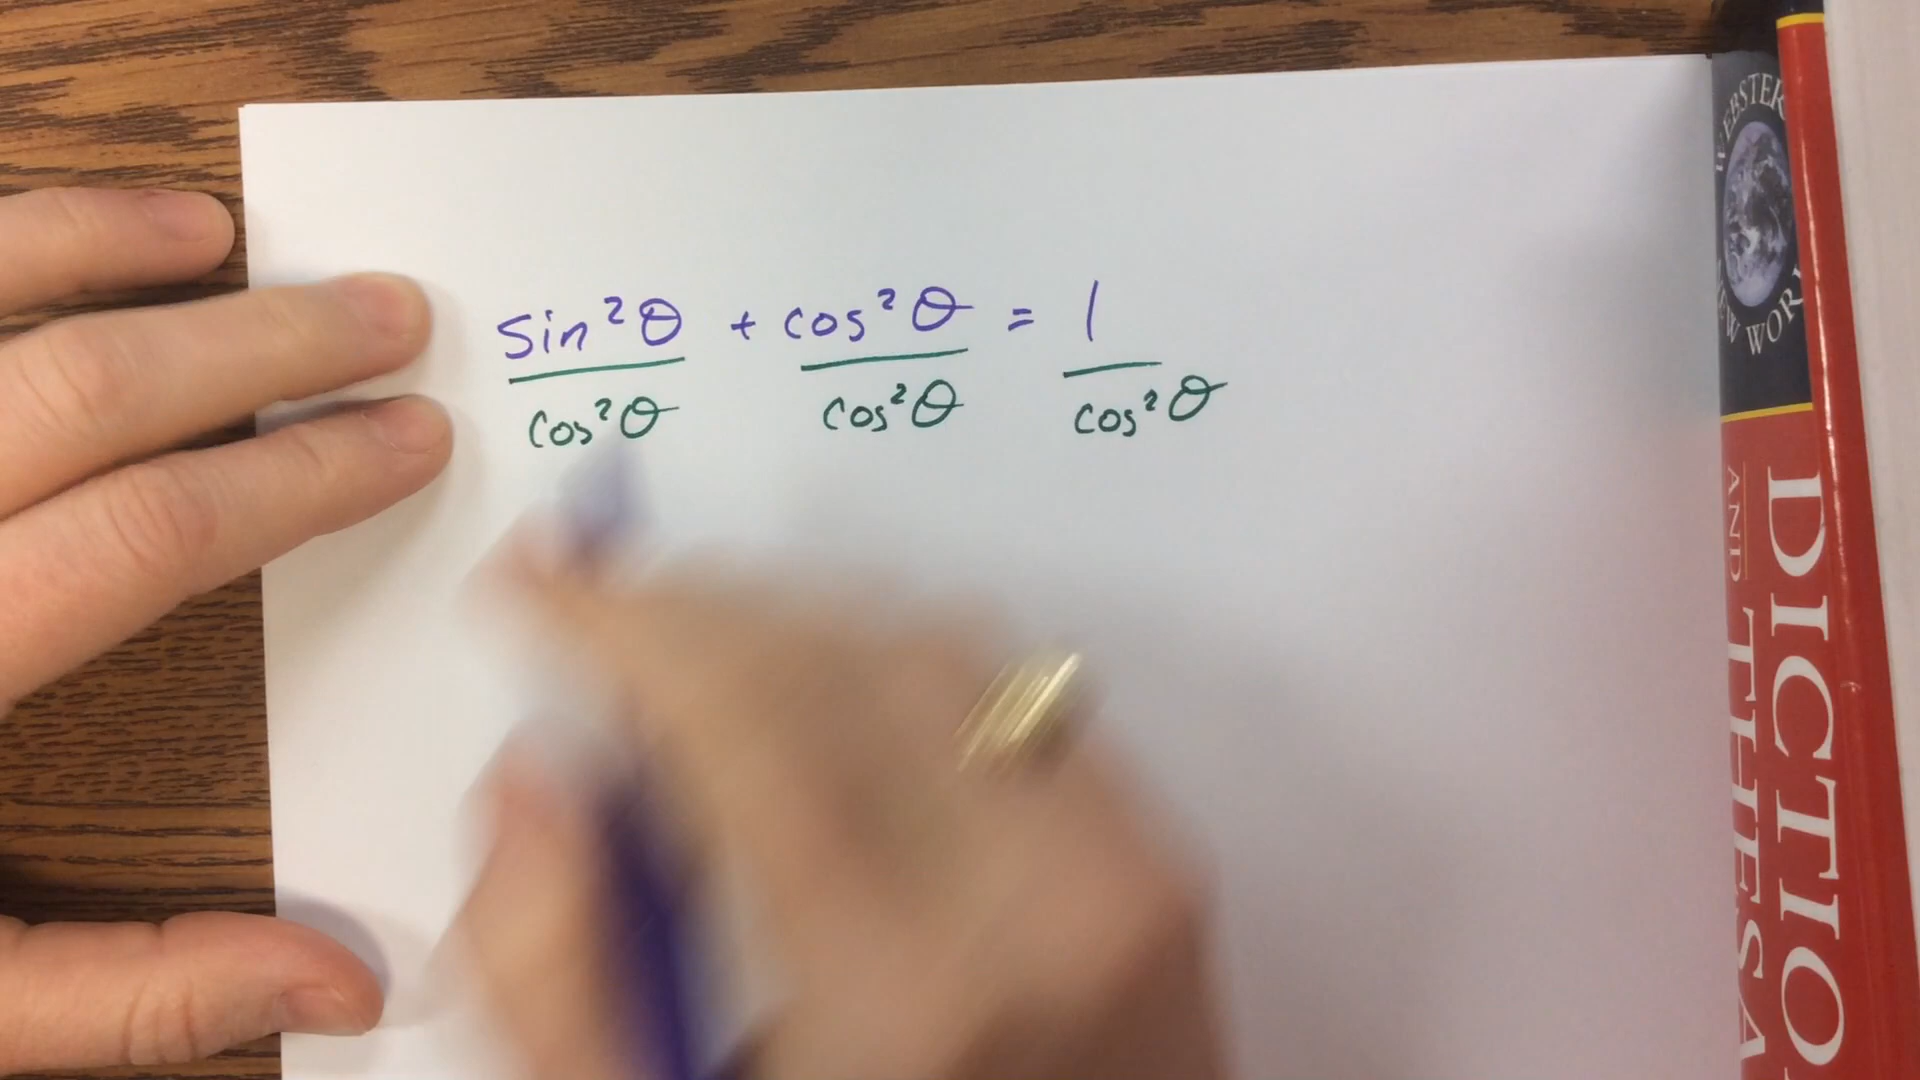 sin²θ + cos²θ = 1
cos²θ cos²θ cos²θ
WEBSTER
NEW WOR
DICTIO
AND THESA